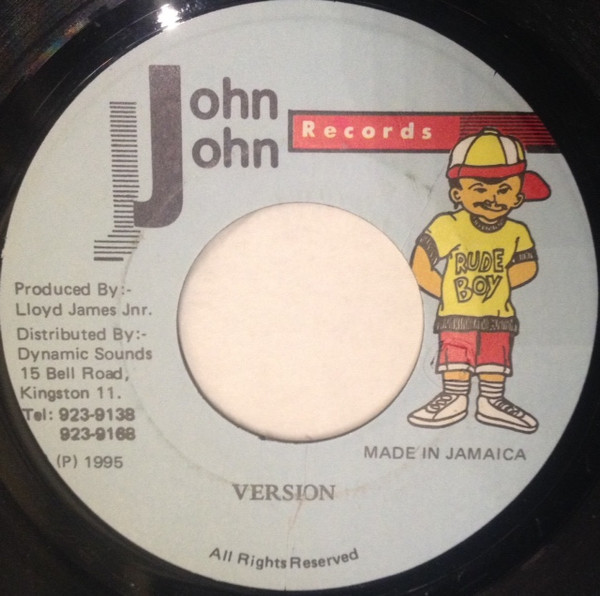 John
John
Records
RUDE
BOY
Produced By:-
Lloyd James Jnr.
Distributed By:-
Dynamic Sounds
15 Bell Road,
Kingston 11.
Tel: 923-9138
923-9168
(P) 1995
MADE IN JAMAICA
VERSION
All Rights Reserved